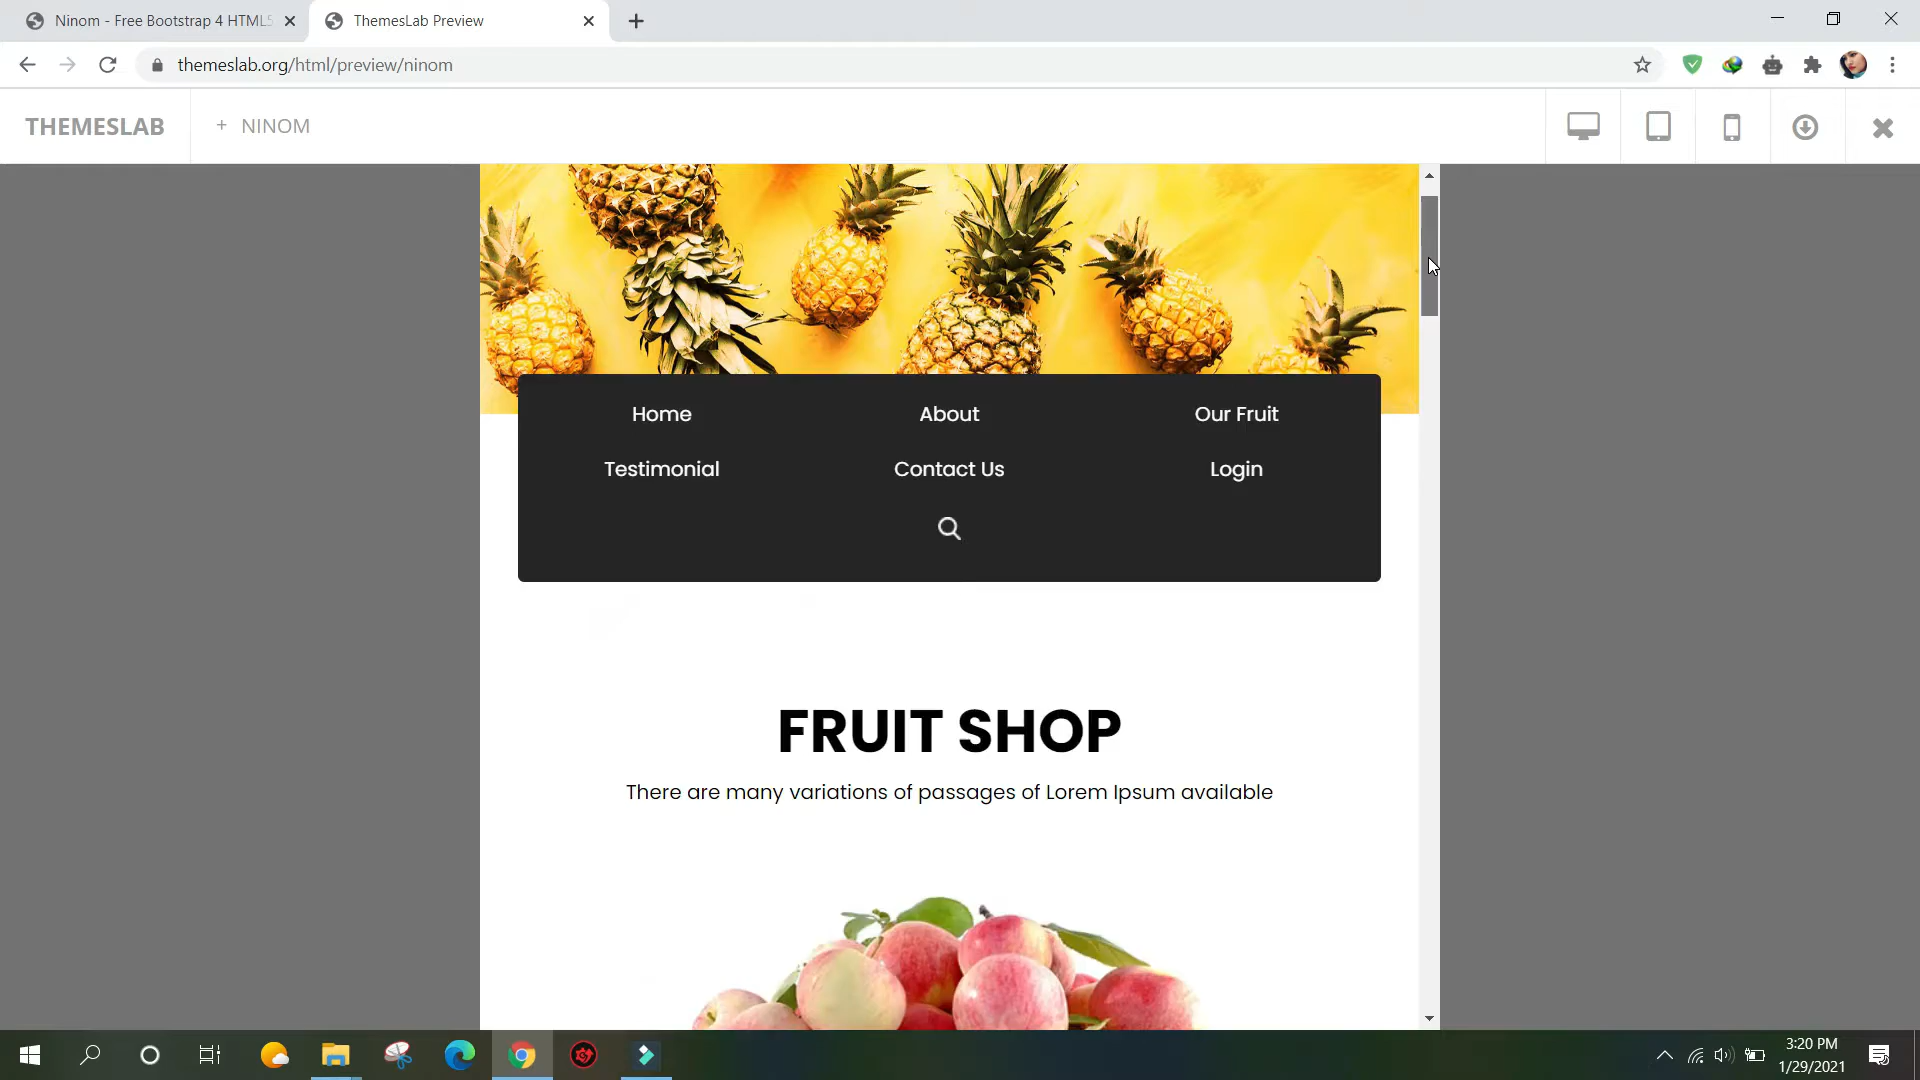 Ninom - Free Bootstrap 4 HTML5
ThemesLab Preview
themeslab.org/html/preview/ninom
THEMESLAB
+ NINOM
Home
About
Our Fruit
Testimonial
Contact Us
Login
FRUIT SHOP
There are many variations of passages of Lorem Ipsum available
3:20 PM
1/29/2021